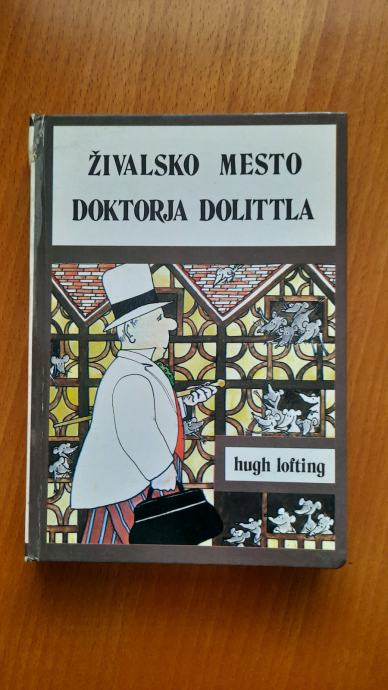 ŽIVALSKO MESTO
DOKTORJA DOLITTLA
hugh lofting